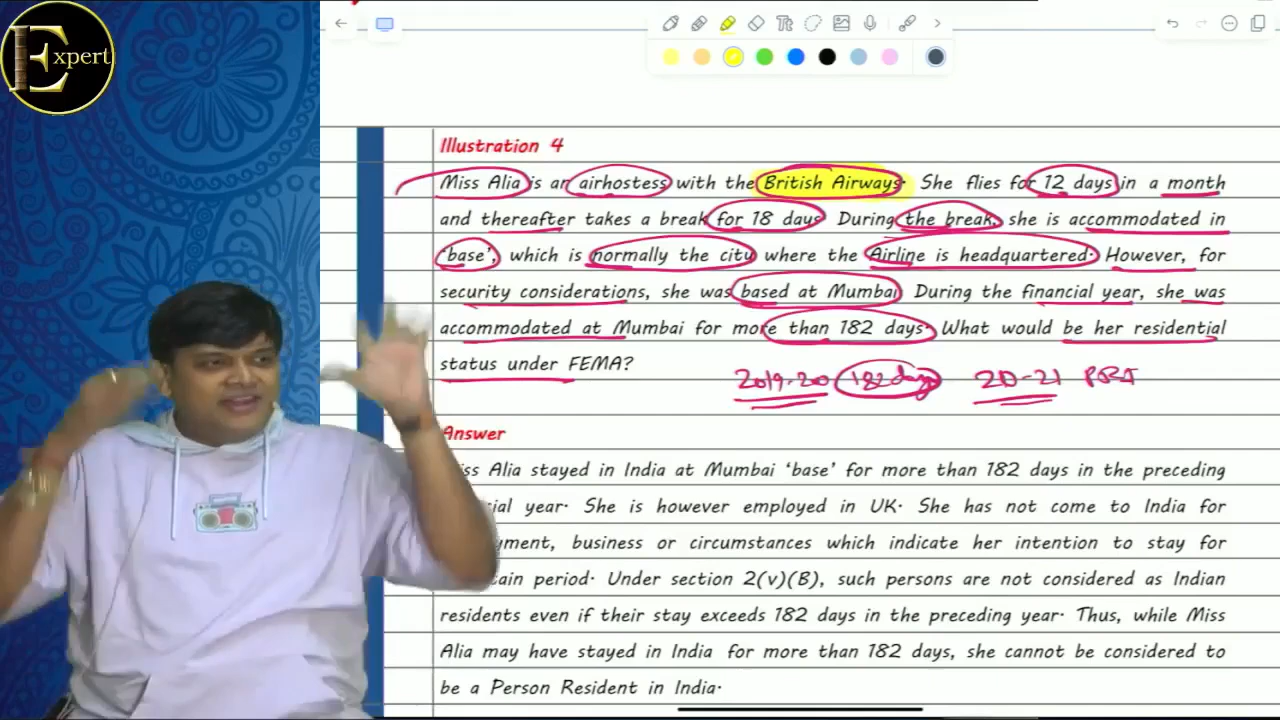 Expert
Illustration 4
Miss Alia is an airhostess with the British Airways. She flies for 12 days in a month
and thereafter takes a break for 18 days. During the break, she is accommodated in
'base', which is normally the city where the Airline is headquartered. However, for
security considerations, she was based at Mumbai. During the financial year, she was
accommodated at Mumbai for more than 182 days. What would be her residential
status under FEMA?
2019-20 182 days 20-21 PRI
Answer
ss Alia stayed in India at Mumbai 'base' for more than 182 days in the preceding
ial year. She is however employed in UK. She has not come to India for
yment, business or circumstances which indicate her intention to stay for
ain period. Under section 2(v)(B), such persons are not considered as Indian
residents even if their stay exceeds 182 days in the preceding year. Thus, while Miss
Alia may have stayed in India for more than 182 days, she cannot be considered to
be a Person Resident in India.